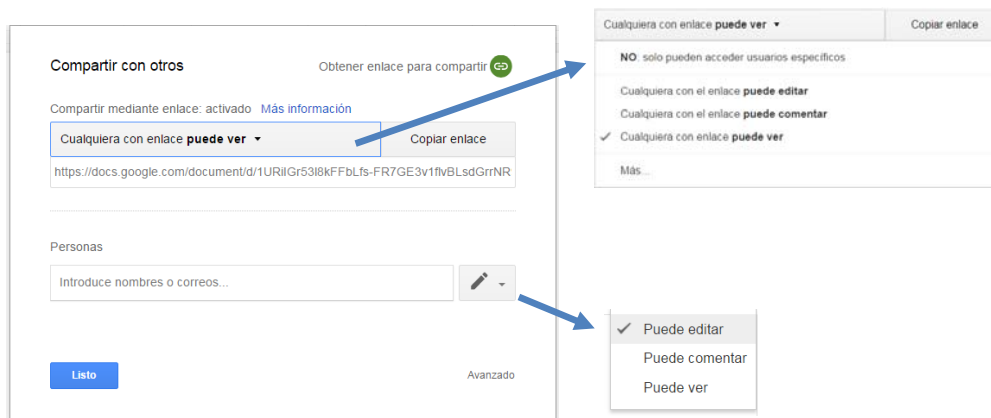 Compartir con otros
Obtener enlace para compartir
Compartir mediante enlace: activado Más información
Cualquiera con enlace puede ver
Copiar enlace
https://docs.google.com/document/d/1URilGr53l8kFFbLfs-FR7GE3v1flvBLsdGrrNR
Personas
Introduce nombres o correos...
Listo
Avanzado
Cualquiera con enlace puede ver
Copiar enlace
NO: solo pueden acceder usuarios específicos
Cualquiera con el enlace puede editar
Cualquiera con el enlace puede comentar
Cualquiera con enlace puede ver
Más...
Puede editar
Puede comentar
Puede ver